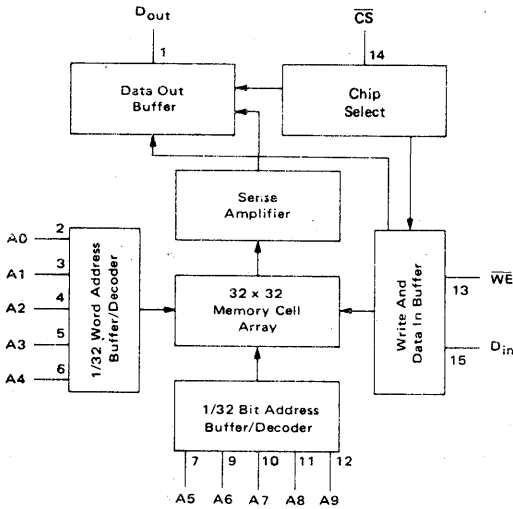 Dout
C̅S̅
1
14
Data Out
Buffer
Chip
Select
Sense
Amplifier
A0 2
A1 3
A2 4
A3 5
A4 6
1/32 Word Address
Buffer/Decoder
32 x 32
Memory Cell
Array
Write And
Data In Buffer
W̅E̅
13
Din
15
1/32 Bit Address
Buffer/Decoder
7 9 10 11 12
A5 A6 A7 A8 A9